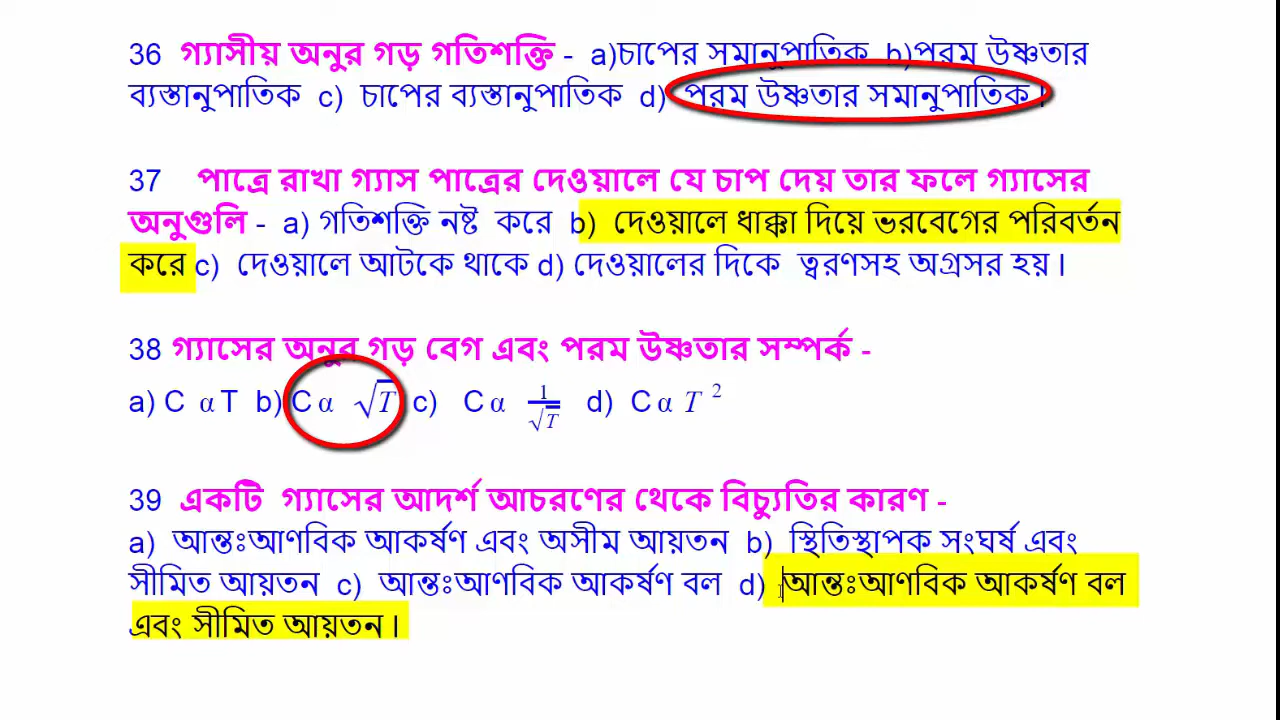 36 গ্যাসীয় অনুর গড় গতিশক্তি - a)চাপের সমানুপাতিক b)পরম উষ্ণতার
ব্যস্তানুপাতিক c) চাপের ব্যস্তানুপাতিক d) পরম উষ্ণতার সমানুপাতিক।
37 পাত্রে রাখা গ্যাস পাত্রের দেওয়ালে যে চাপ দেয় তার ফলে গ্যাসের
অনুগুলি - a) গতিশক্তি নষ্ট করে b) দেওয়ালে ধাক্কা দিয়ে ভরবেগের পরিবর্তন
করে c) দেওয়ালে আটকে থাকে d) দেওয়ালের দিকে ত্বরণসহ অগ্রসর হয়।
38 গ্যাসের অনুর গড় বেগ এবং পরম উষ্ণতার সম্পর্ক -
a) C α T b) C α √T c) C α 1/√T d) C α T ²
39 একটি গ্যাসের আদর্শ আচরণের থেকে বিচ্যুতির কারণ -
a) আন্তঃআণবিক আকর্ষণ এবং অসীম আয়তন b) স্থিতিস্থাপক সংঘর্ষ এবং
সীমিত আয়তন c) আন্তঃআণবিক আকর্ষণ বল d) আন্তঃআণবিক আকর্ষণ বল
এবং সীমিত আয়তন।